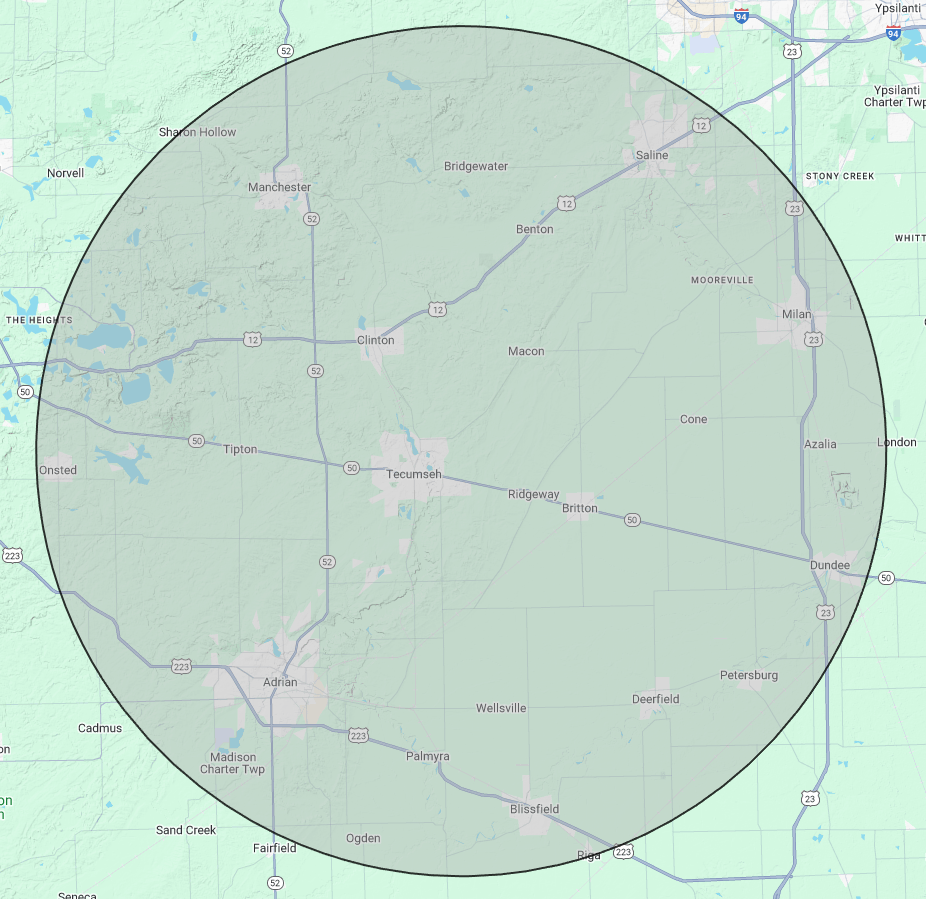 Ypsilanti
94
94
52
23
Ypsilanti
Charter Twp
12
Sharon Hollow
Saline
Bridgewater
Norvell
STONY CREEK
Manchester
12
23
52
Benton
WHITT
MOOREVILLE
12
Milan
THE HEIGHTS
12
Clinton
23
Macon
52
50
Cone
50
Tipton
Azalia
London
Onsted
50
Tecumseh
Ridgeway
Britton
50
223
52
Dundee
50
23
223
Petersburg
Adrian
Deerfield
Wellsville
Cadmus
223
on
Madison
Charter Twp
Palmyra
on
n
23
Blissfield
Sand Creek
Ogden
Fairfield
Riga
223
52
Seneca